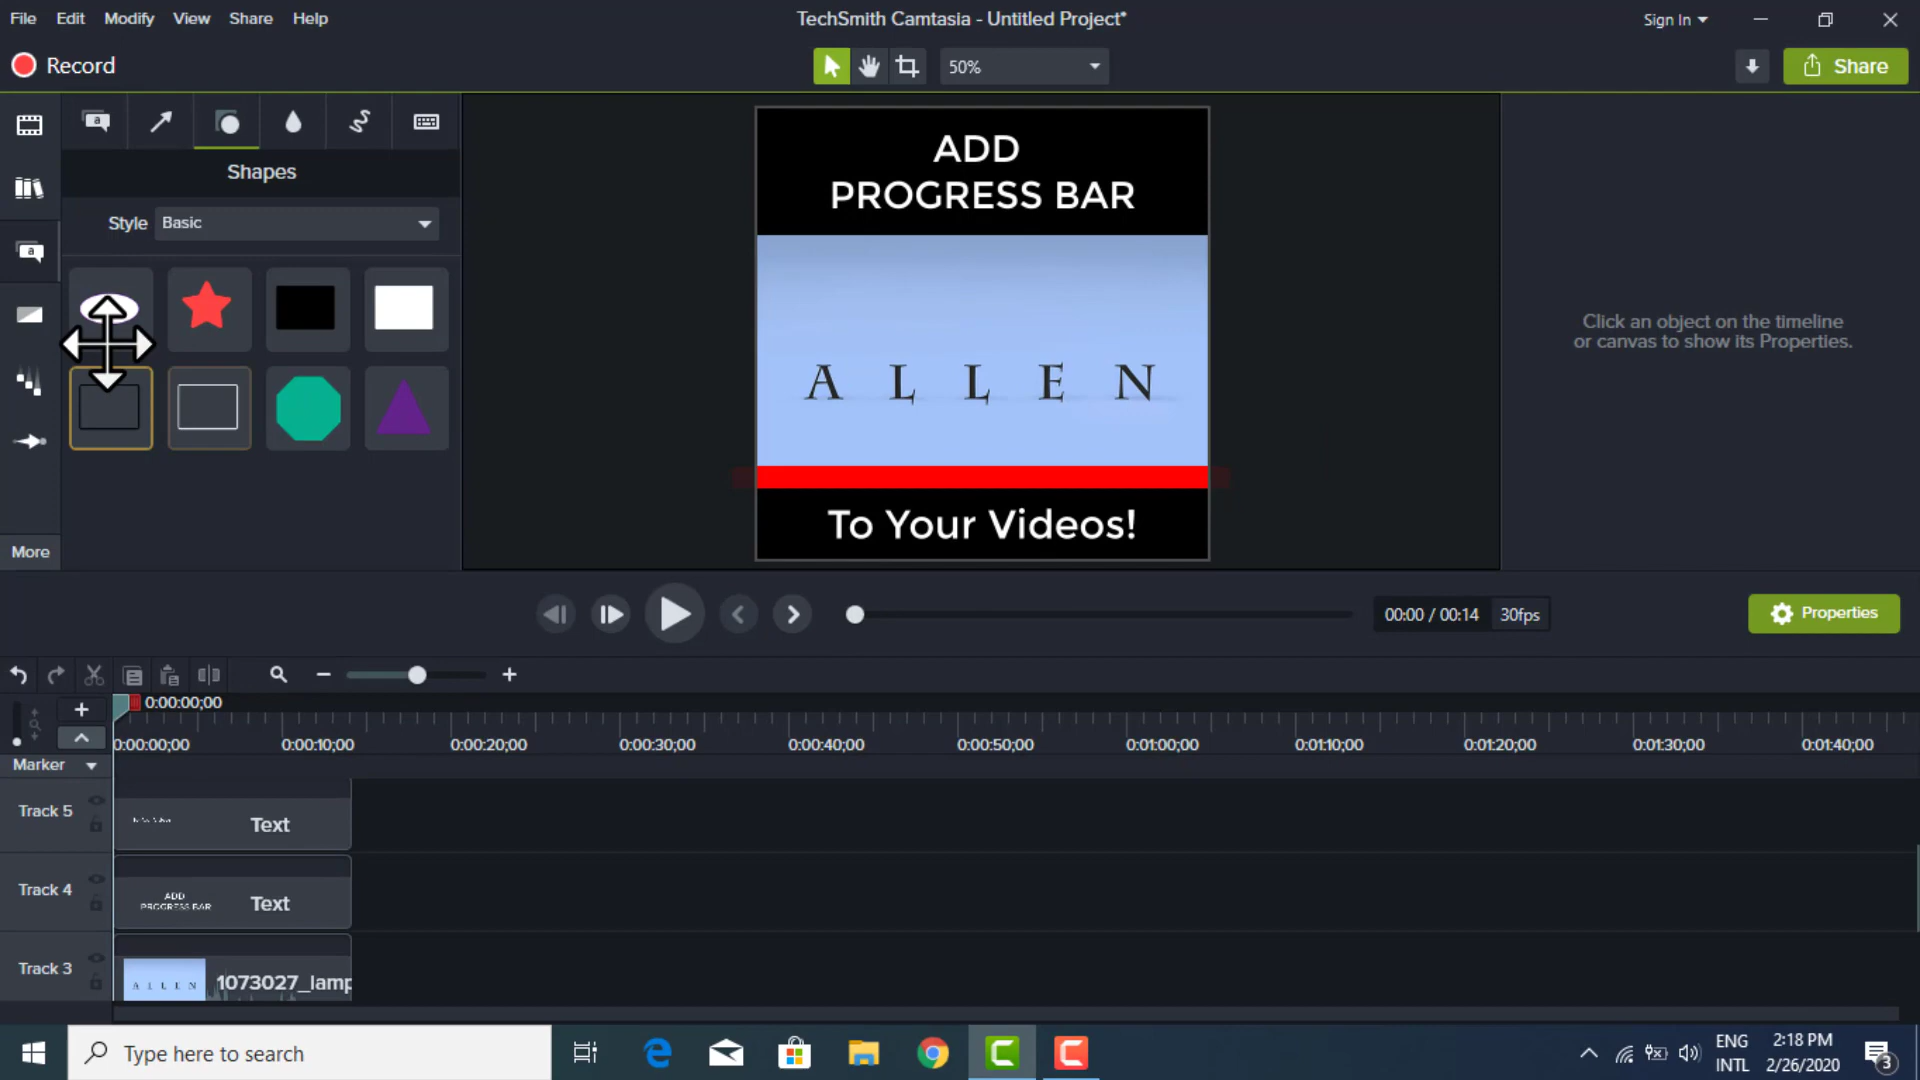 File Edit Modify View Share Help
TechSmith Camtasia - Untitled Project*
Sign In
Record
50%
Share
Shapes
Style Basic
More
ADD
PROGRESS BAR
A L L E N
To Your Videos!
Click an object on the timeline
or canvas to show its Properties.
00:00 / 00:14 30fps
Properties
0:00:00;00
0:00:00;00 0:00:10;00 0:00:20;00 0:00:30;00 0:00:40;00 0:00:50;00 0:01:00;00 0:01:10;00 0:01:20;00 0:01:30;00 0:01:40;00
Marker
Track 5
Text
Track 4
ADD
PROGRESS BAR
Text
Track 3
A L L E N
1073027_lamp
Type here to search
ENG
INTL
2:18 PM
2/26/2020
3